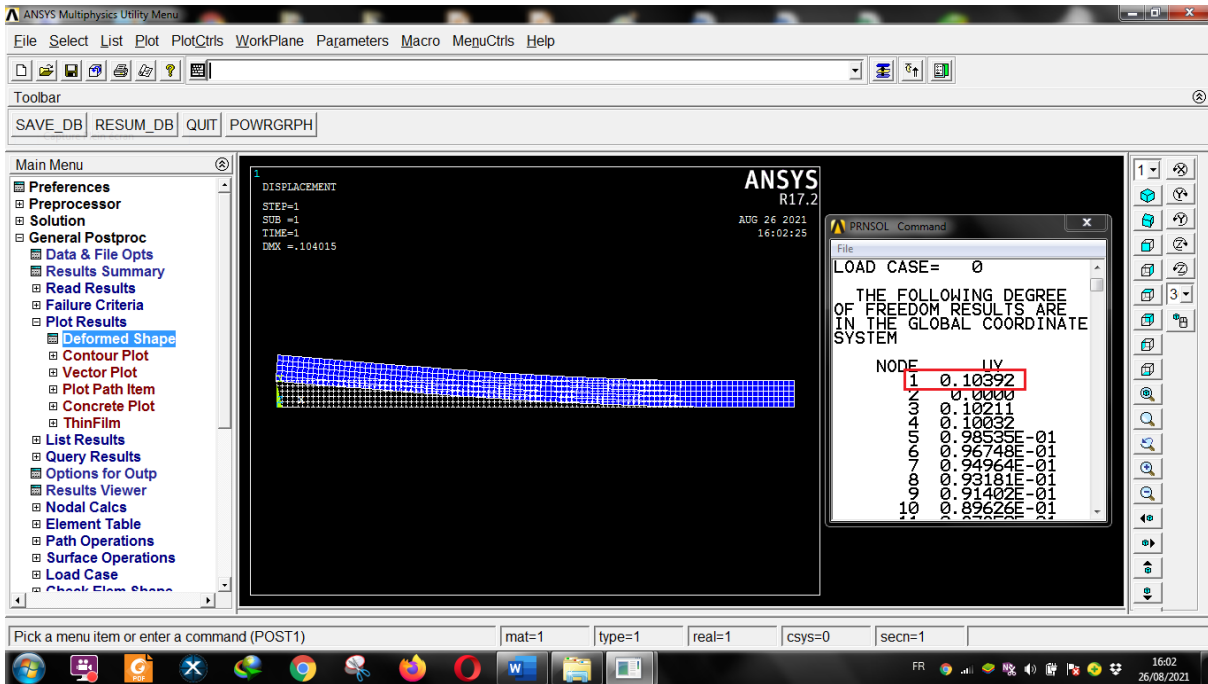 ANSYS Multiphysics Utility Menu
File Select List Plot PlotCtrls WorkPlane Parameters Macro MenuCtrls Help
Toolbar
SAVE_DB RESUM_DB QUIT POWRGRPH
Main Menu
Preferences
Preprocessor
Solution
General Postproc
Data & File Opts
Results Summary
Read Results
Failure Criteria
Plot Results
Deformed Shape
Contour Plot
Vector Plot
Plot Path Item
Concrete Plot
ThinFilm
List Results
Query Results
Options for Outp
Results Viewer
Nodal Calcs
Element Table
Path Operations
Surface Operations
Load Case
Check Elem Shape
1
DISPLACEMENT
STEP=1
SUB =1
TIME=1
DMX =.104015
ANSYS
R17.2
AUG 26 2021
16:02:25
X
PRNSOL Command
File
LOAD CASE= 0
THE FOLLOWING DEGREE
OF FREEDOM RESULTS ARE
IN THE GLOBAL COORDINATE
SYSTEM
NODE UY
1 0.10392
2 0.0000
3 0.10211
4 0.10032
5 0.98535E-01
6 0.96748E-01
7 0.94964E-01
8 0.93181E-01
9 0.91402E-01
10 0.89626E-01
1
3
Pick a menu item or enter a command (POST1) mat=1 type=1 real=1 csys=0 secn=1
FR 16:02
26/08/2021